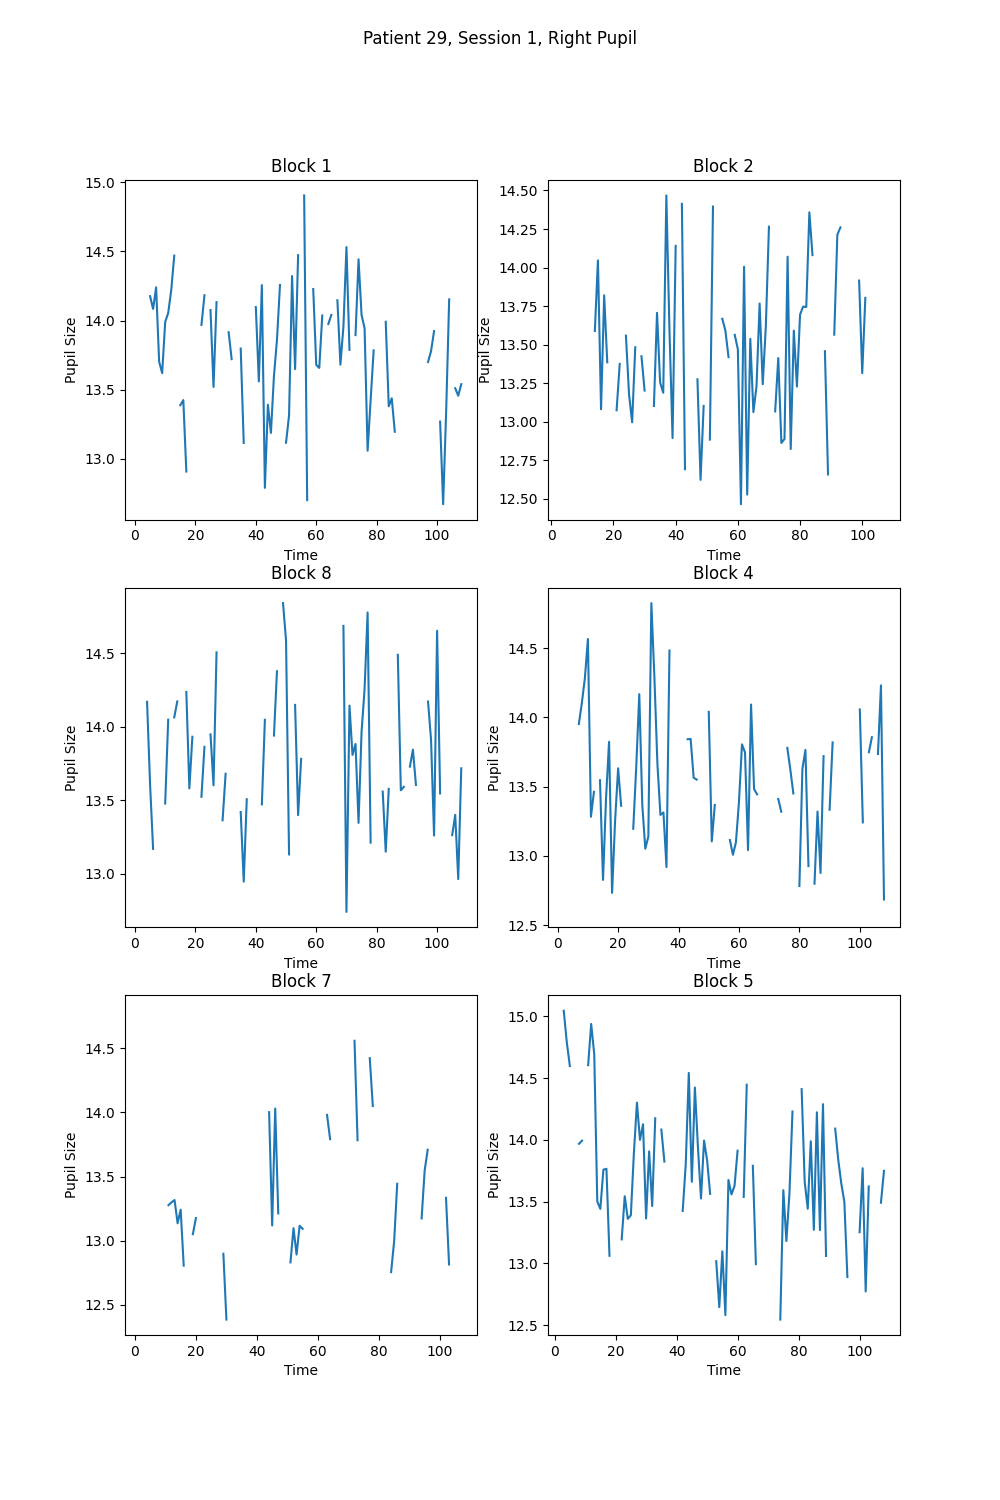 Patient 29, Session 1, Right Pupil
Block 1
15.0
14.5
14.0
13.5
13.0
Pupil Size
0 20 40 60 80 100
Time
Block 2
14.50
14.25
14.00
13.75
13.50
13.25
13.00
12.75
12.50
Pupil Size
0 20 40 60 80 100
Time
Block 8
14.5
14.0
13.5
13.0
Pupil Size
0 20 40 60 80 100
Time
Block 4
14.5
14.0
13.5
13.0
12.5
Pupil Size
0 20 40 60 80 100
Time
Block 7
14.5
14.0
13.5
13.0
12.5
Pupil Size
0 20 40 60 80 100
Time
Block 5
15.0
14.5
14.0
13.5
13.0
12.5
Pupil Size
0 20 40 60 80 100
Time